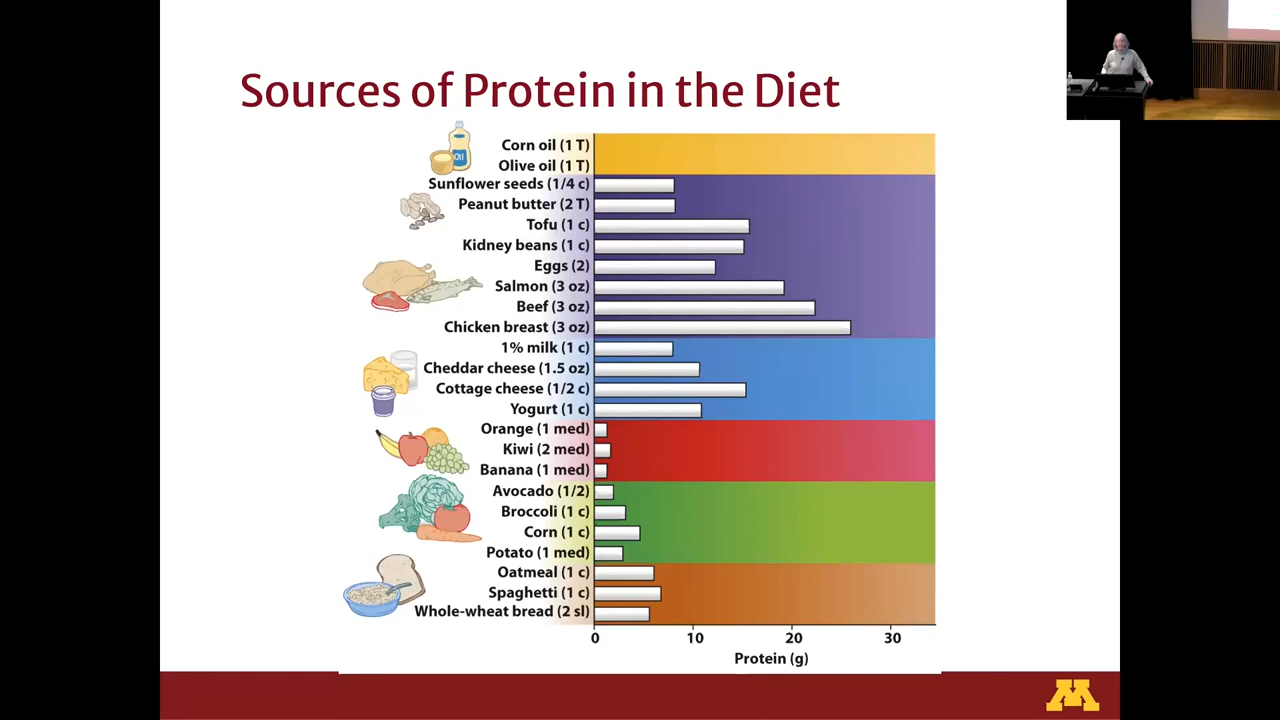 Sources of Protein in the Diet
OIL
Corn oil (1 T)
Olive oil (1 T)
Sunflower seeds (1/4 c)
Peanut butter (2 T)
Tofu (1 c)
Kidney beans (1 c)
Eggs (2)
Salmon (3 oz)
Beef (3 oz)
Chicken breast (3 oz)
1% milk (1 c)
Cheddar cheese (1.5 oz)
Cottage cheese (1/2 c)
Yogurt (1 c)
Orange (1 med)
Kiwi (2 med)
Banana (1 med)
Avocado (1/2)
Broccoli (1 c)
Corn (1 c)
Potato (1 med)
Oatmeal (1 c)
Spaghetti (1 c)
Whole-wheat bread (2 sl)
0 10 20 30
Protein (g)
M